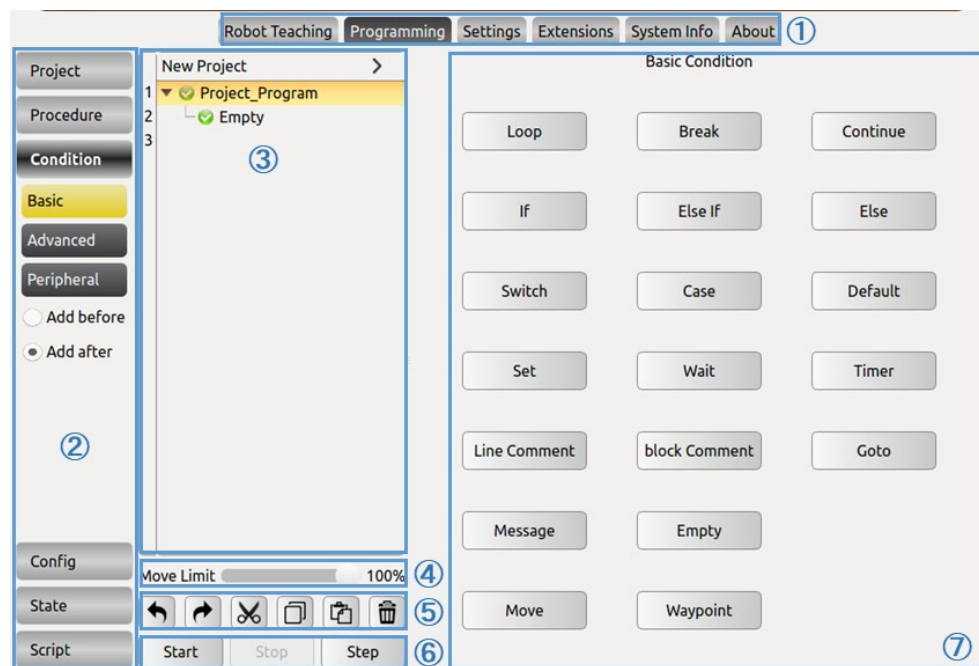 Robot Teaching Programming Settings Extensions System Info About ①
Project
Procedure
Condition
Basic
Advanced
Peripheral
Add before
Add after
②
Config
State
Script
New Project >
1 Project_Program
2 Empty
3
③
Move Limit 100% ④
⑤
Start Stop Step ⑥
Basic Condition
Loop Break Continue
If Else If Else
Switch Case Default
Set Wait Timer
Line Comment block Comment Goto
Message Empty
Move Waypoint
⑦